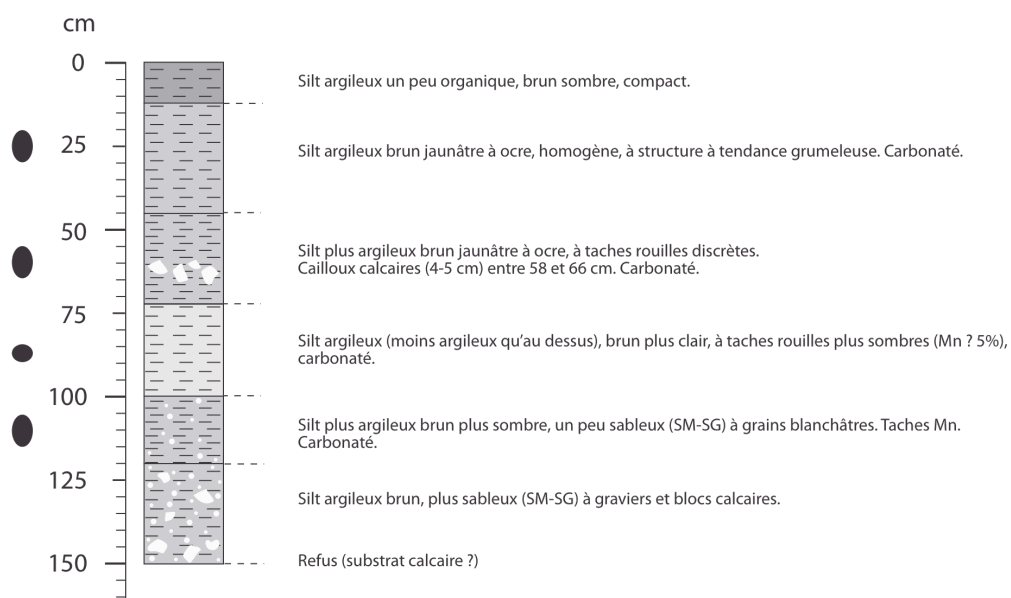 cm
0
Silt argileux un peu organique, brun sombre, compact.
25
Silt argileux brun jaunâtre à ocre, homogène, à structure à tendance grumeleuse. Carbonaté.
50
Silt plus argileux brun jaunâtre à ocre, à taches rouilles discrètes.
Cailloux calcaires (4-5 cm) entre 58 et 66 cm. Carbonaté.
75
Silt argileux (moins argileux qu'au dessus), brun plus clair, à taches rouilles plus sombres (Mn ? 5%),
carbonaté.
100
Silt plus argileux brun plus sombre, un peu sableux (SM-SG) à grains blanchâtres. Taches Mn.
Carbonaté.
125
Silt argileux brun, plus sableux (SM-SG) à graviers et blocs calcaires.
150
Refus (substrat calcaire ?)